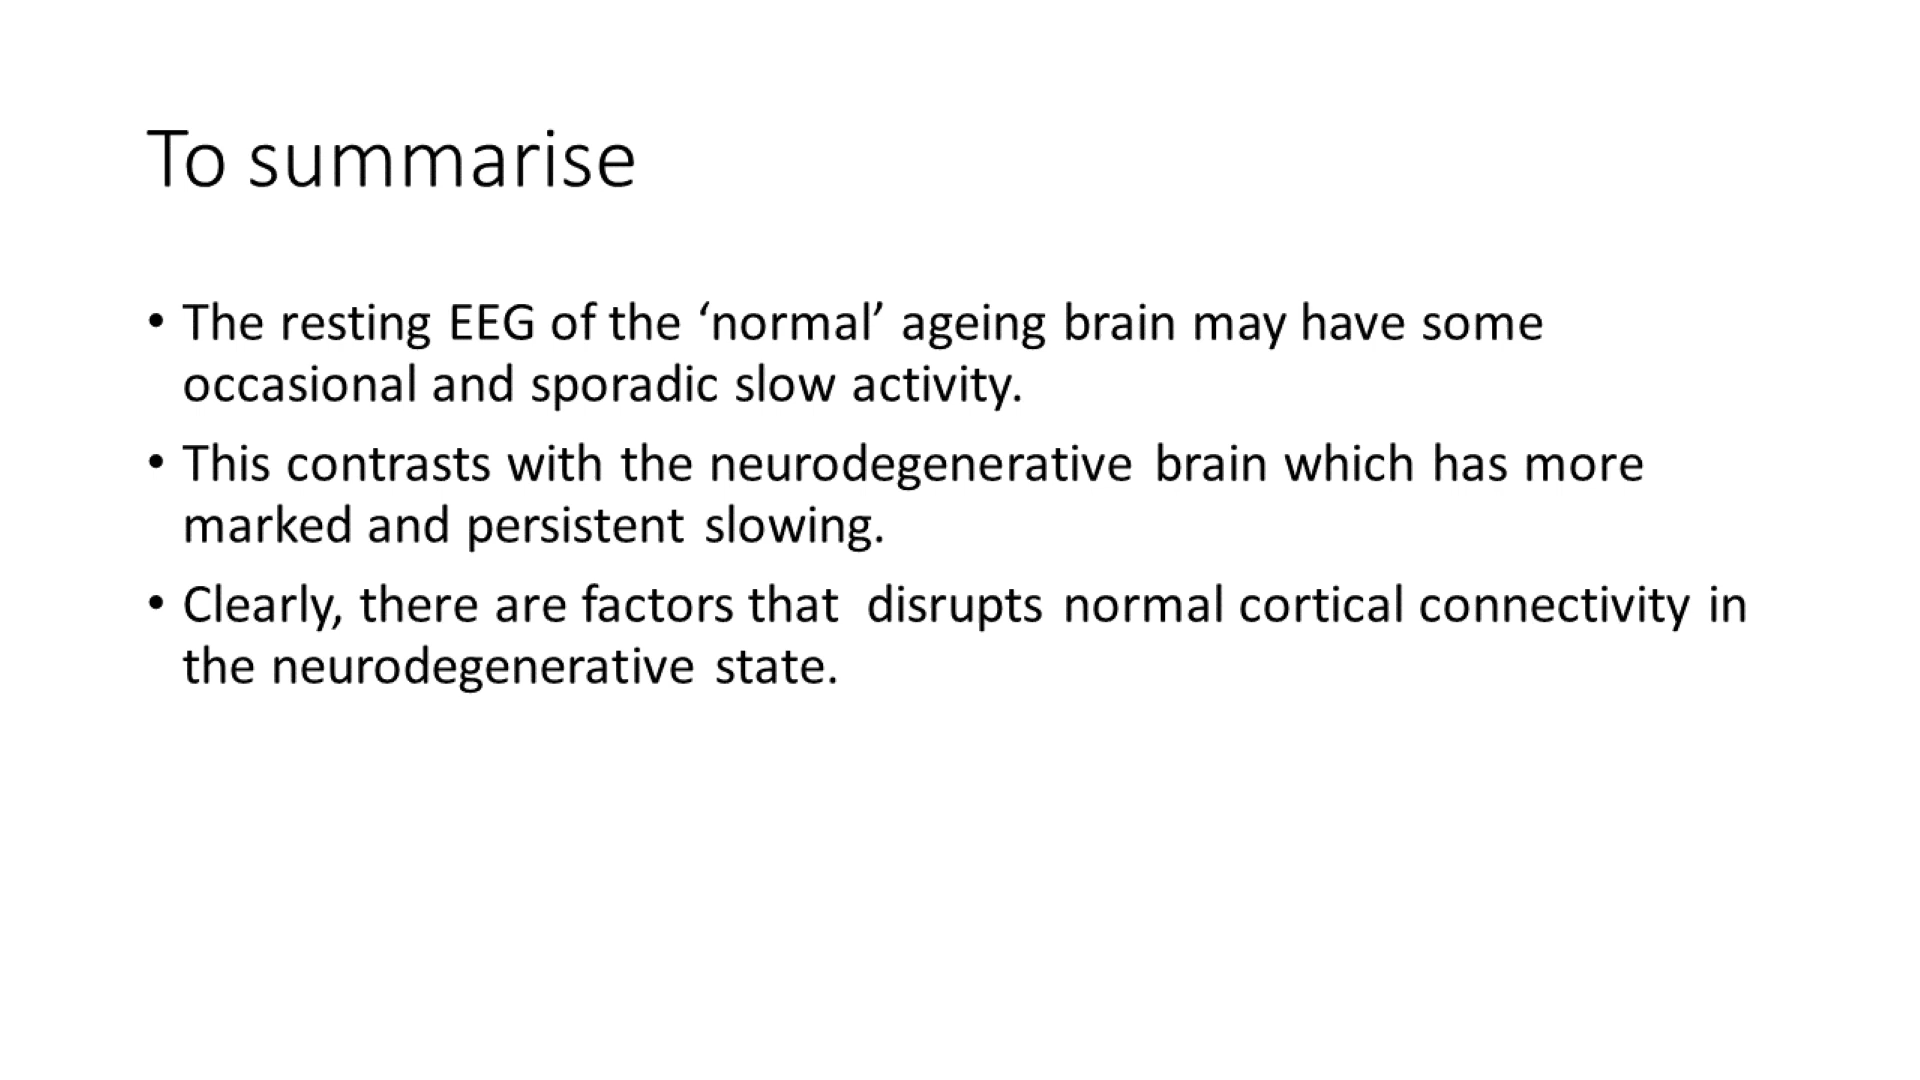 To summarise
• The resting EEG of the ‘normal’ ageing brain may have some
occasional and sporadic slow activity.
• This contrasts with the neurodegenerative brain which has more
marked and persistent slowing.
• Clearly, there are factors that  disrupts normal cortical connectivity in
the neurodegenerative state.